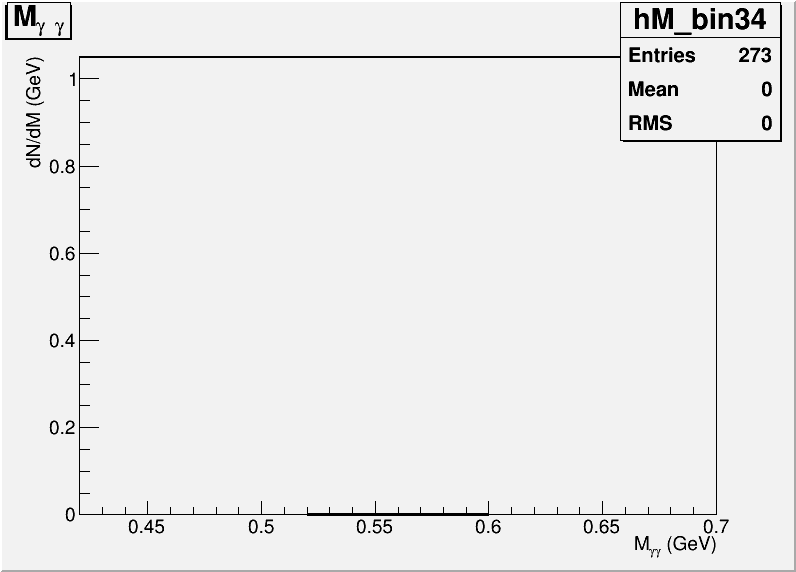 Mγ γ
hM_bin34
Entries 273
Mean 0
RMS 0
dN/dM (GeV)
1
0.8
0.6
0.4
0.2
0
0.45 0.5 0.55 0.6 0.65 0.7
Mγγ (GeV)